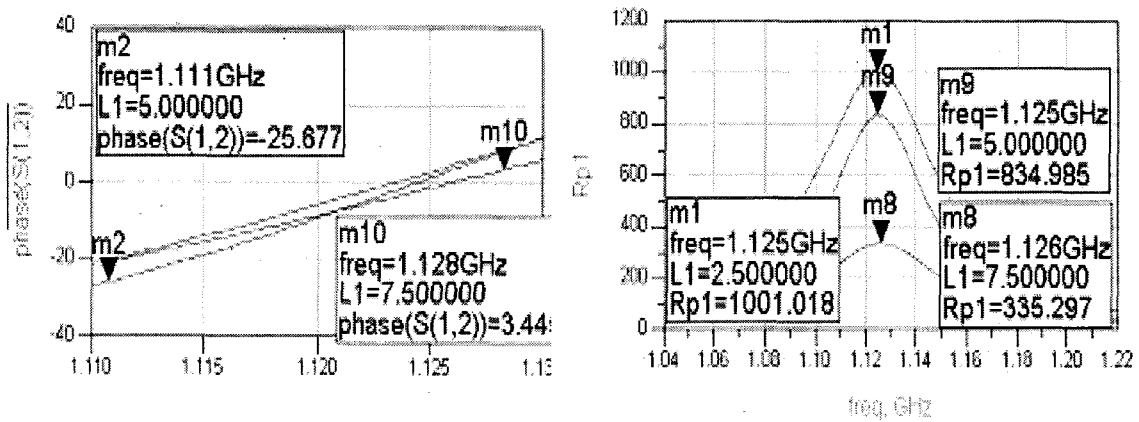 40
m2
freq=1.111GHz
L1=5.000000
phase(S(1,2))=-25.677
20
m10
0
m2
-20
m10
freq=1.128GHz
L1=7.500000
phase(S(1,2))=3.44
-40
1.110
1.115
1.120
1.125
1.13
phase(S(1,2))
1200
m1
1000
m9
m9
freq=1.125GHz
L1=5.000000
Rp1=834.985
800
600
Rp1
400
m1
freq=1.125GHz
L1=2.500000
Rp1=1001.018
m8
m8
freq=1.126GHz
L1=7.500000
Rp1=335.297
200
0
1.04
1.06
1.08
1.10
1.12
1.14
1.16
1.18
1.20
1.22
freq, GHz